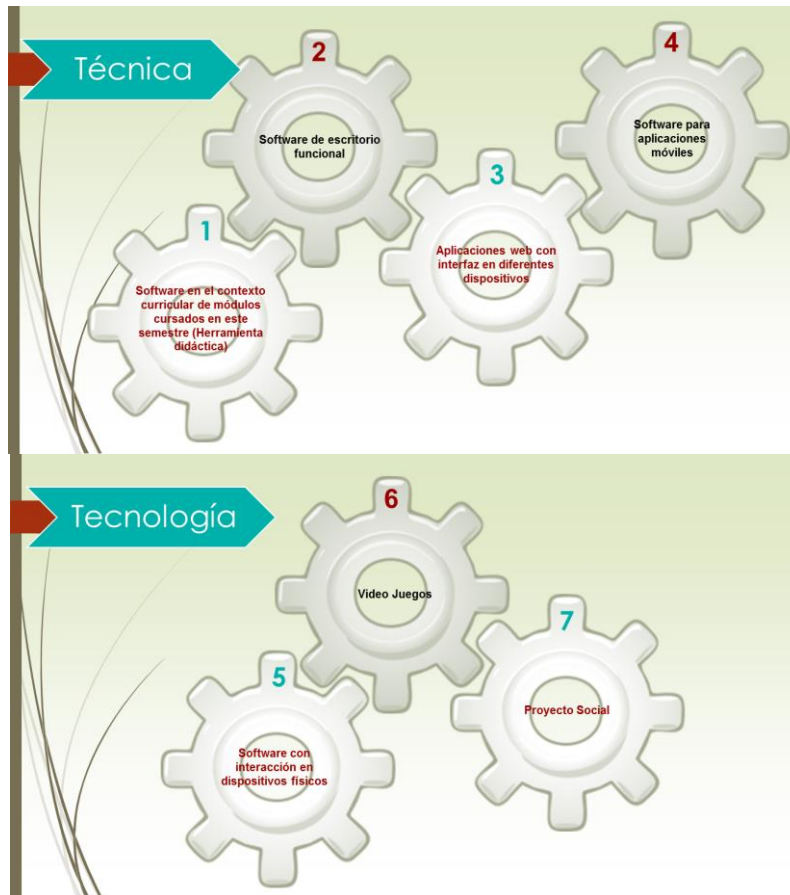 Técnica
1
Software en el contexto
curricular de módulos
cursados en este
semestre (Herramienta
didáctica)
2
Software de escritorio
funcional
3
Aplicaciones web con
interfaz en diferentes
dispositivos
4
Software para
aplicaciones
móviles
Tecnología
5
Software con
interacción en
dispositivos físicos
6
Video Juegos
7
Proyecto Social